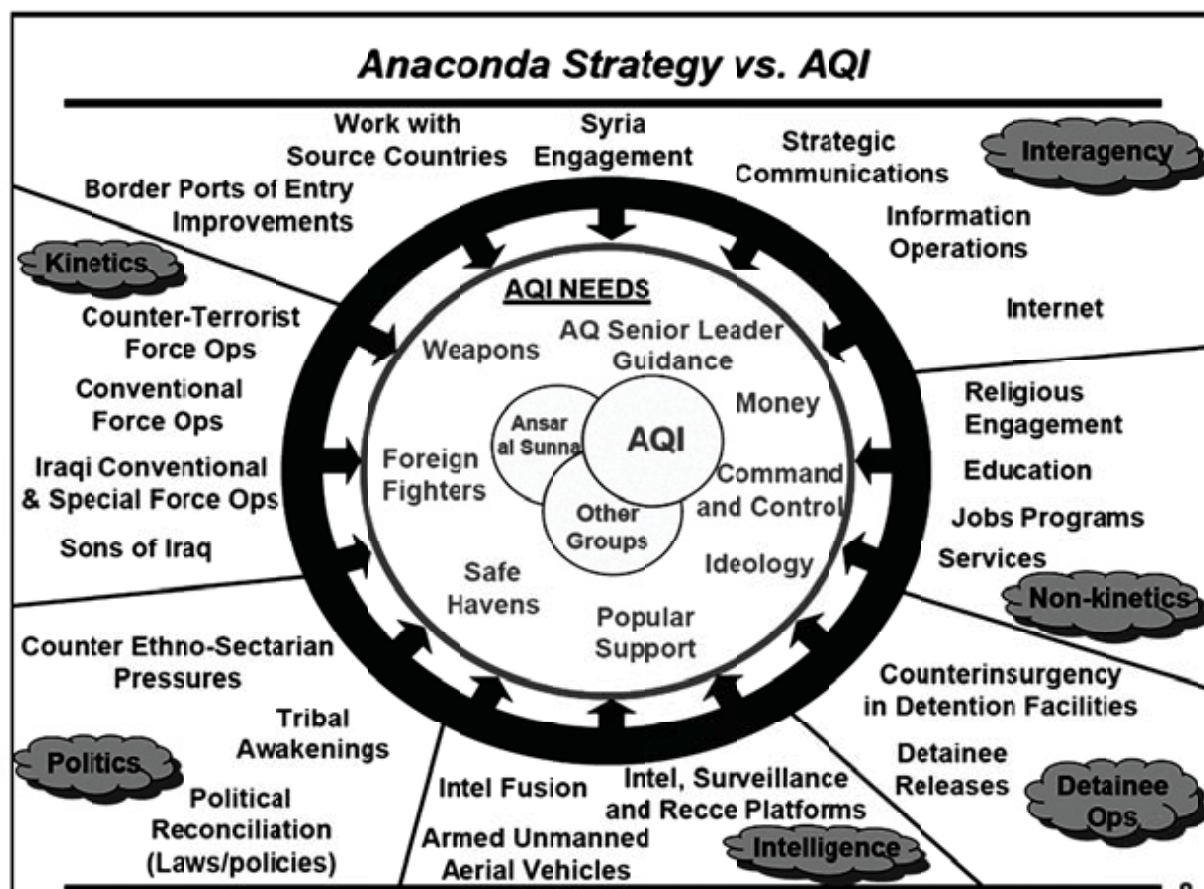 Anaconda Strategy vs. AQI
Work with
Source Countries
Syria
Engagement
Strategic
Communications
Interagency
Border Ports of Entry
Improvements
Information
Operations
Internet
Kinetics
Counter-Terrorist
Force Ops
Conventional
Force Ops
Iraqi Conventional
& Special Force Ops
Sons of Iraq
AQI NEEDS
Weapons
AQ Senior Leader
Guidance
Money
Ansar
al Sunna
AQI
Foreign
Fighters
Command
and Control
Other
Groups
Ideology
Safe
Havens
Popular
Support
Religious
Engagement
Education
Jobs Programs
Services
Non-kinetics
Counter Ethno-Sectarian
Pressures
Tribal
Awakenings
Politics
Political
Reconciliation
(Laws/policies)
Intel Fusion
Intel, Surveillance
and Recce Platforms
Armed Unmanned
Aerial Vehicles
Intelligence
Counterinsurgency
in Detention Facilities
Detainee
Releases
Detainee
Ops